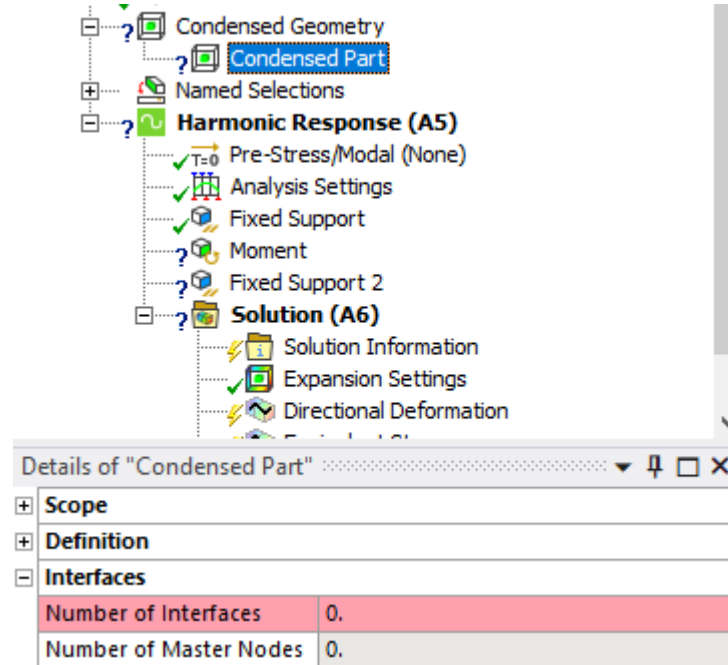 Condensed Geometry
Condensed Part
Named Selections
Harmonic Response (A5)
T=0 Pre-Stress/Modal (None)
Analysis Settings
Fixed Support
Moment
Fixed Support 2
Solution (A6)
Solution Information
Expansion Settings
Directional Deformation
Details of "Condensed Part"
Scope
Definition
Interfaces
Number of Interfaces 0.
Number of Master Nodes 0.